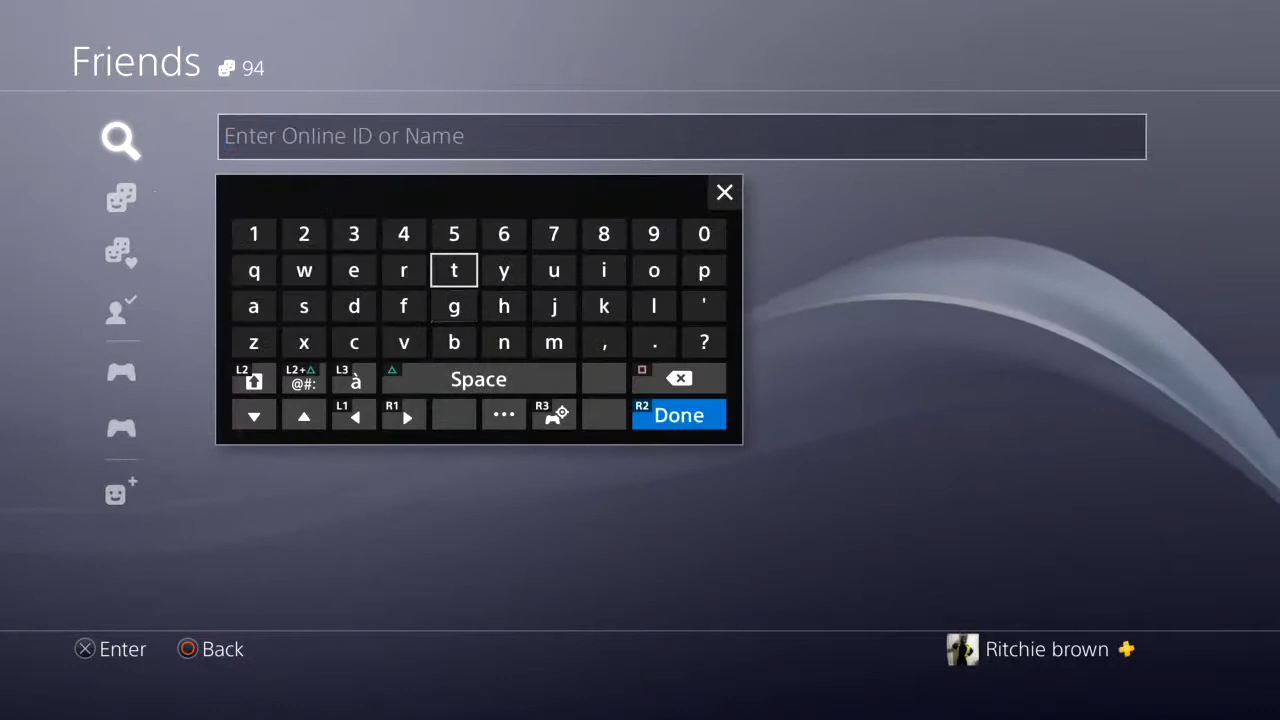 Friends 94
Enter Online ID or Name
1 2 3 4 5 6 7 8 9 0
q w e r t y u i o p
a s d f g h j k l '
z x c v b n m , . ?
L2 L2+△ @#: L3 à Space
L1 R1 ... R3 R2 Done
Enter Back Ritchie brown